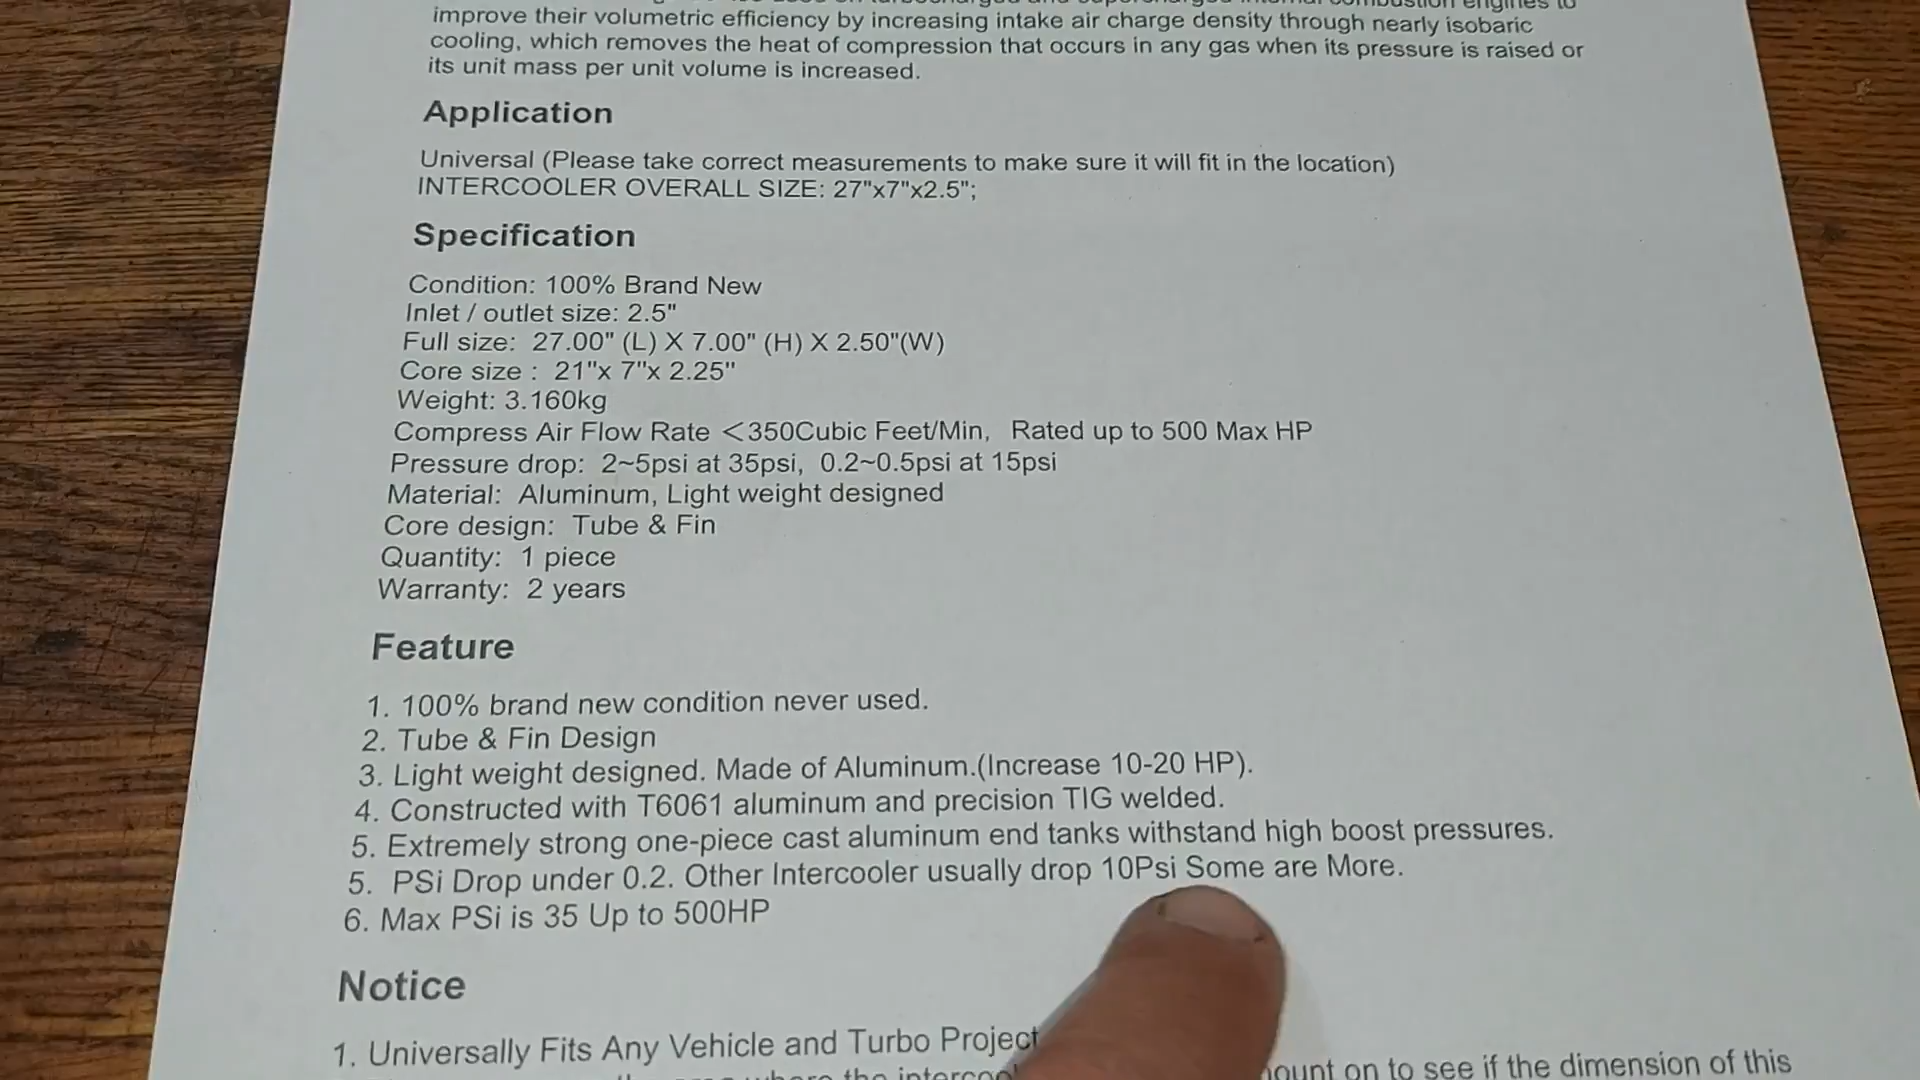 improve their volumetric efficiency by increasing intake air charge density through nearly isobaric
cooling, which removes the heat of compression that occurs in any gas when its pressure is raised or
its unit mass per unit volume is increased.
Application
Universal (Please take correct measurements to make sure it will fit in the location)
INTERCOOLER OVERALL SIZE: 27"x7"x2.5";
Specification
Condition: 100% Brand New
Inlet / outlet size: 2.5"
Full size: 27.00" (L) X 7.00" (H) X 2.50"(W)
Core size : 21"x 7"x 2.25"
Weight: 3.160kg
Compress Air Flow Rate <350Cubic Feet/Min, Rated up to 500 Max HP
Pressure drop: 2~5psi at 35psi, 0.2~0.5psi at 15psi
Material: Aluminum, Light weight designed
Core design: Tube & Fin
Quantity: 1 piece
Warranty: 2 years
Feature
1. 100% brand new condition never used.
2. Tube & Fin Design
3. Light weight designed. Made of Aluminum.(Increase 10-20 HP).
4. Constructed with T6061 aluminum and precision TIG welded.
5. Extremely strong one-piece cast aluminum end tanks withstand high boost pressures.
5. PSi Drop under 0.2. Other Intercooler usually drop 10Psi Some are More.
6. Max PSi is 35 Up to 500HP
Notice
1. Universally Fits Any Vehicle and Turbo Project
on to see if the dimension of this